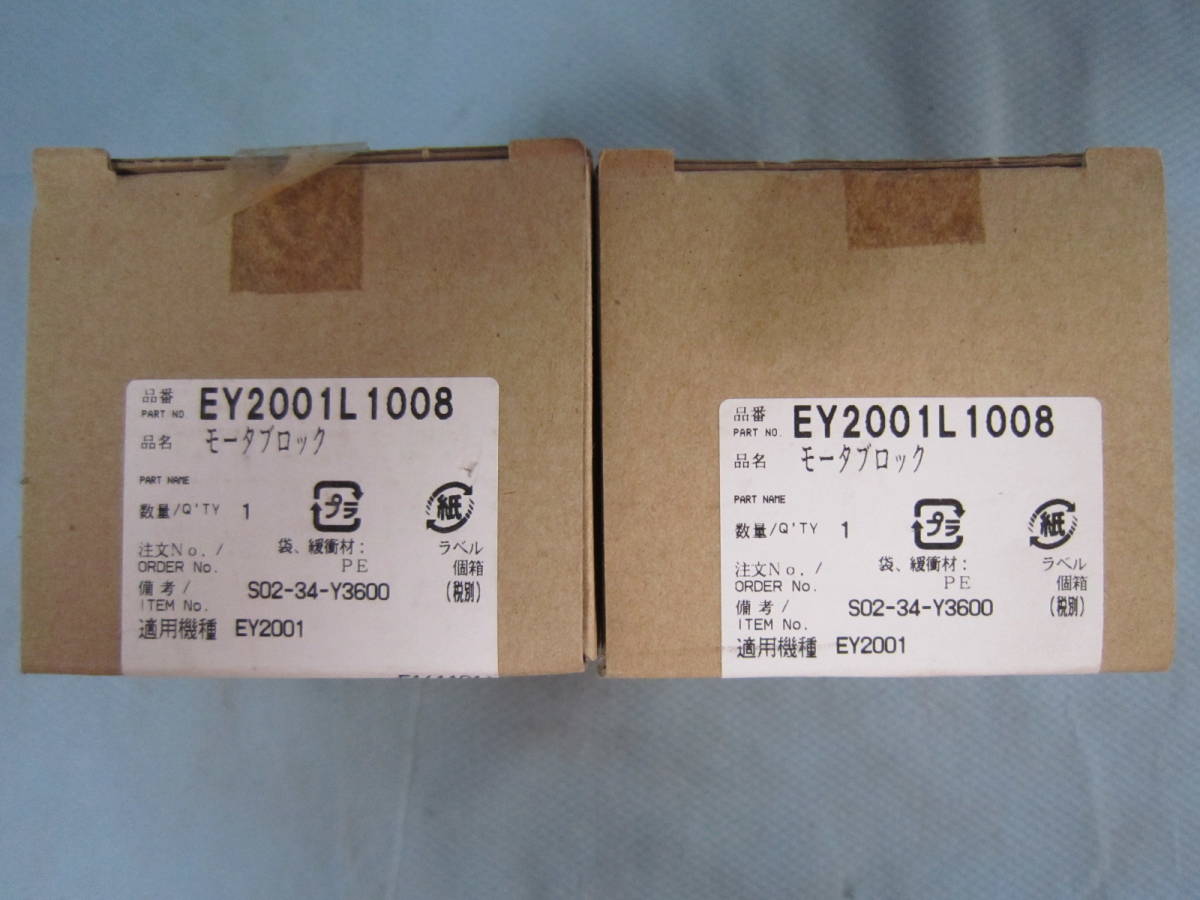 品番
PART NO EY2001L1008
品名 モータブロック
PART NAME
数量/Q'TY 1 プラ 紙
注文No./ 袋、緩衝材: ラベル
ORDER No. PE 個箱
備考/ S02-34-Y3600 (税別)
ITEM No.
適用機種 EY2001
品番
PART NO. EY2001L1008
品名 モータブロック
PART NAME
数量/Q'TY 1 プラ 紙
注文No./ 袋、緩衝材: ラベル
ORDER No. PE 個箱
備考/ S02-34-Y3600 (税別)
ITEM No.
適用機種 EY2001